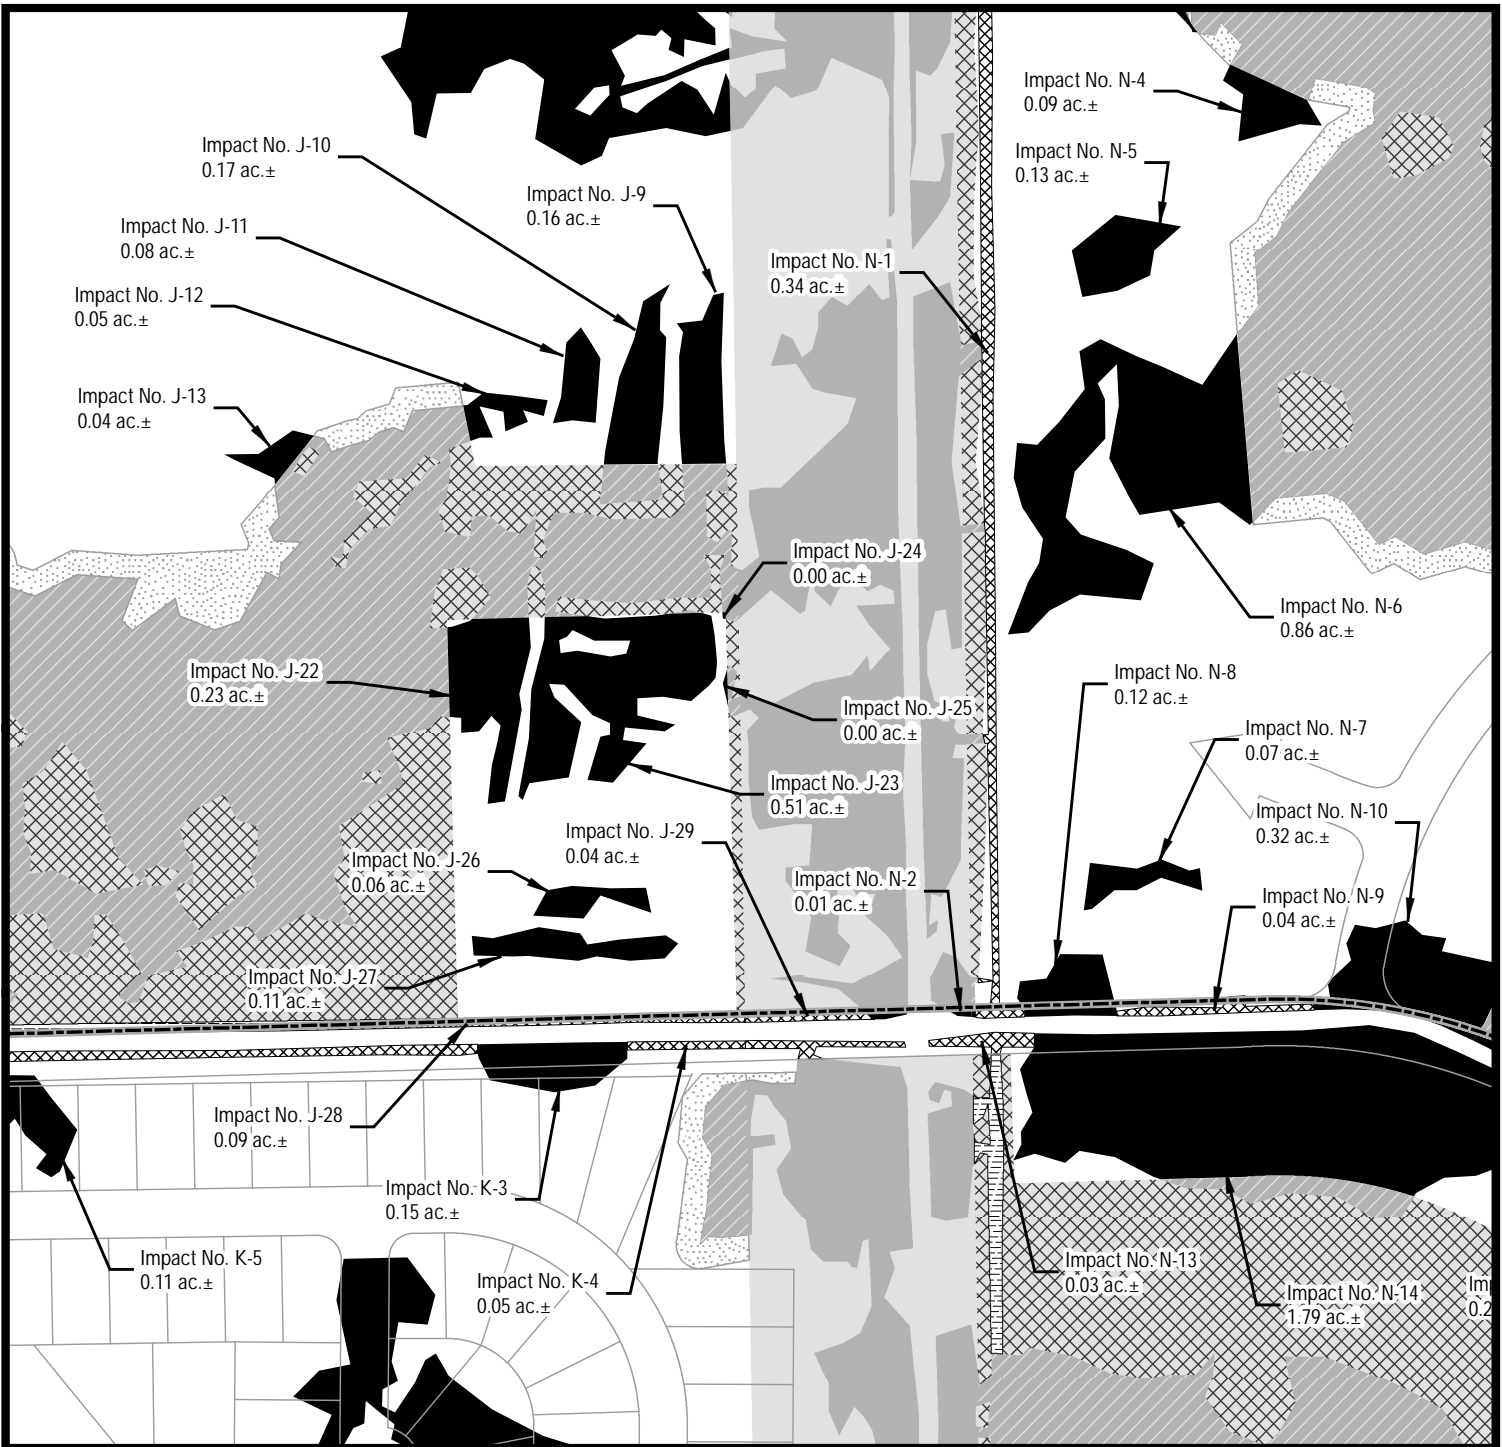 Impact No. N-4
0.09 ac.±
Impact No. J-10
0.17 ac.±
Impact No. N-5
0.13 ac.±
Impact No. J-9
0.16 ac.±
Impact No. J-11
0.08 ac.±
Impact No. N-1
0.34 ac.±
Impact No. J-12
0.05 ac.±
Impact No. J-13
0.04 ac.±
Impact No. J-24
0.00 ac.±
Impact No. N-6
0.86 ac.±
Impact No. J-22
0.23 ac.±
Impact No. N-8
0.12 ac.±
Impact No. J-25
0.00 ac.±
Impact No. N-7
0.07 ac.±
Impact No. J-23
0.51 ac.±
Impact No. N-10
0.32 ac.±
Impact No. J-29
0.04 ac.±
Impact No. J-26
0.06 ac.±
Impact No. N-2
0.01 ac.±
Impact No. N-9
0.04 ac.±
Impact No. J-27
0.11 ac.±
Impact No. J-28
0.09 ac.±
Impact No. K-3
0.15 ac.±
Impact No. K-5
0.11 ac.±
Impact No. K-4
0.05 ac.±
Impact No. N-13
0.03 ac.±
Impact No. N-14
1.79 ac.±